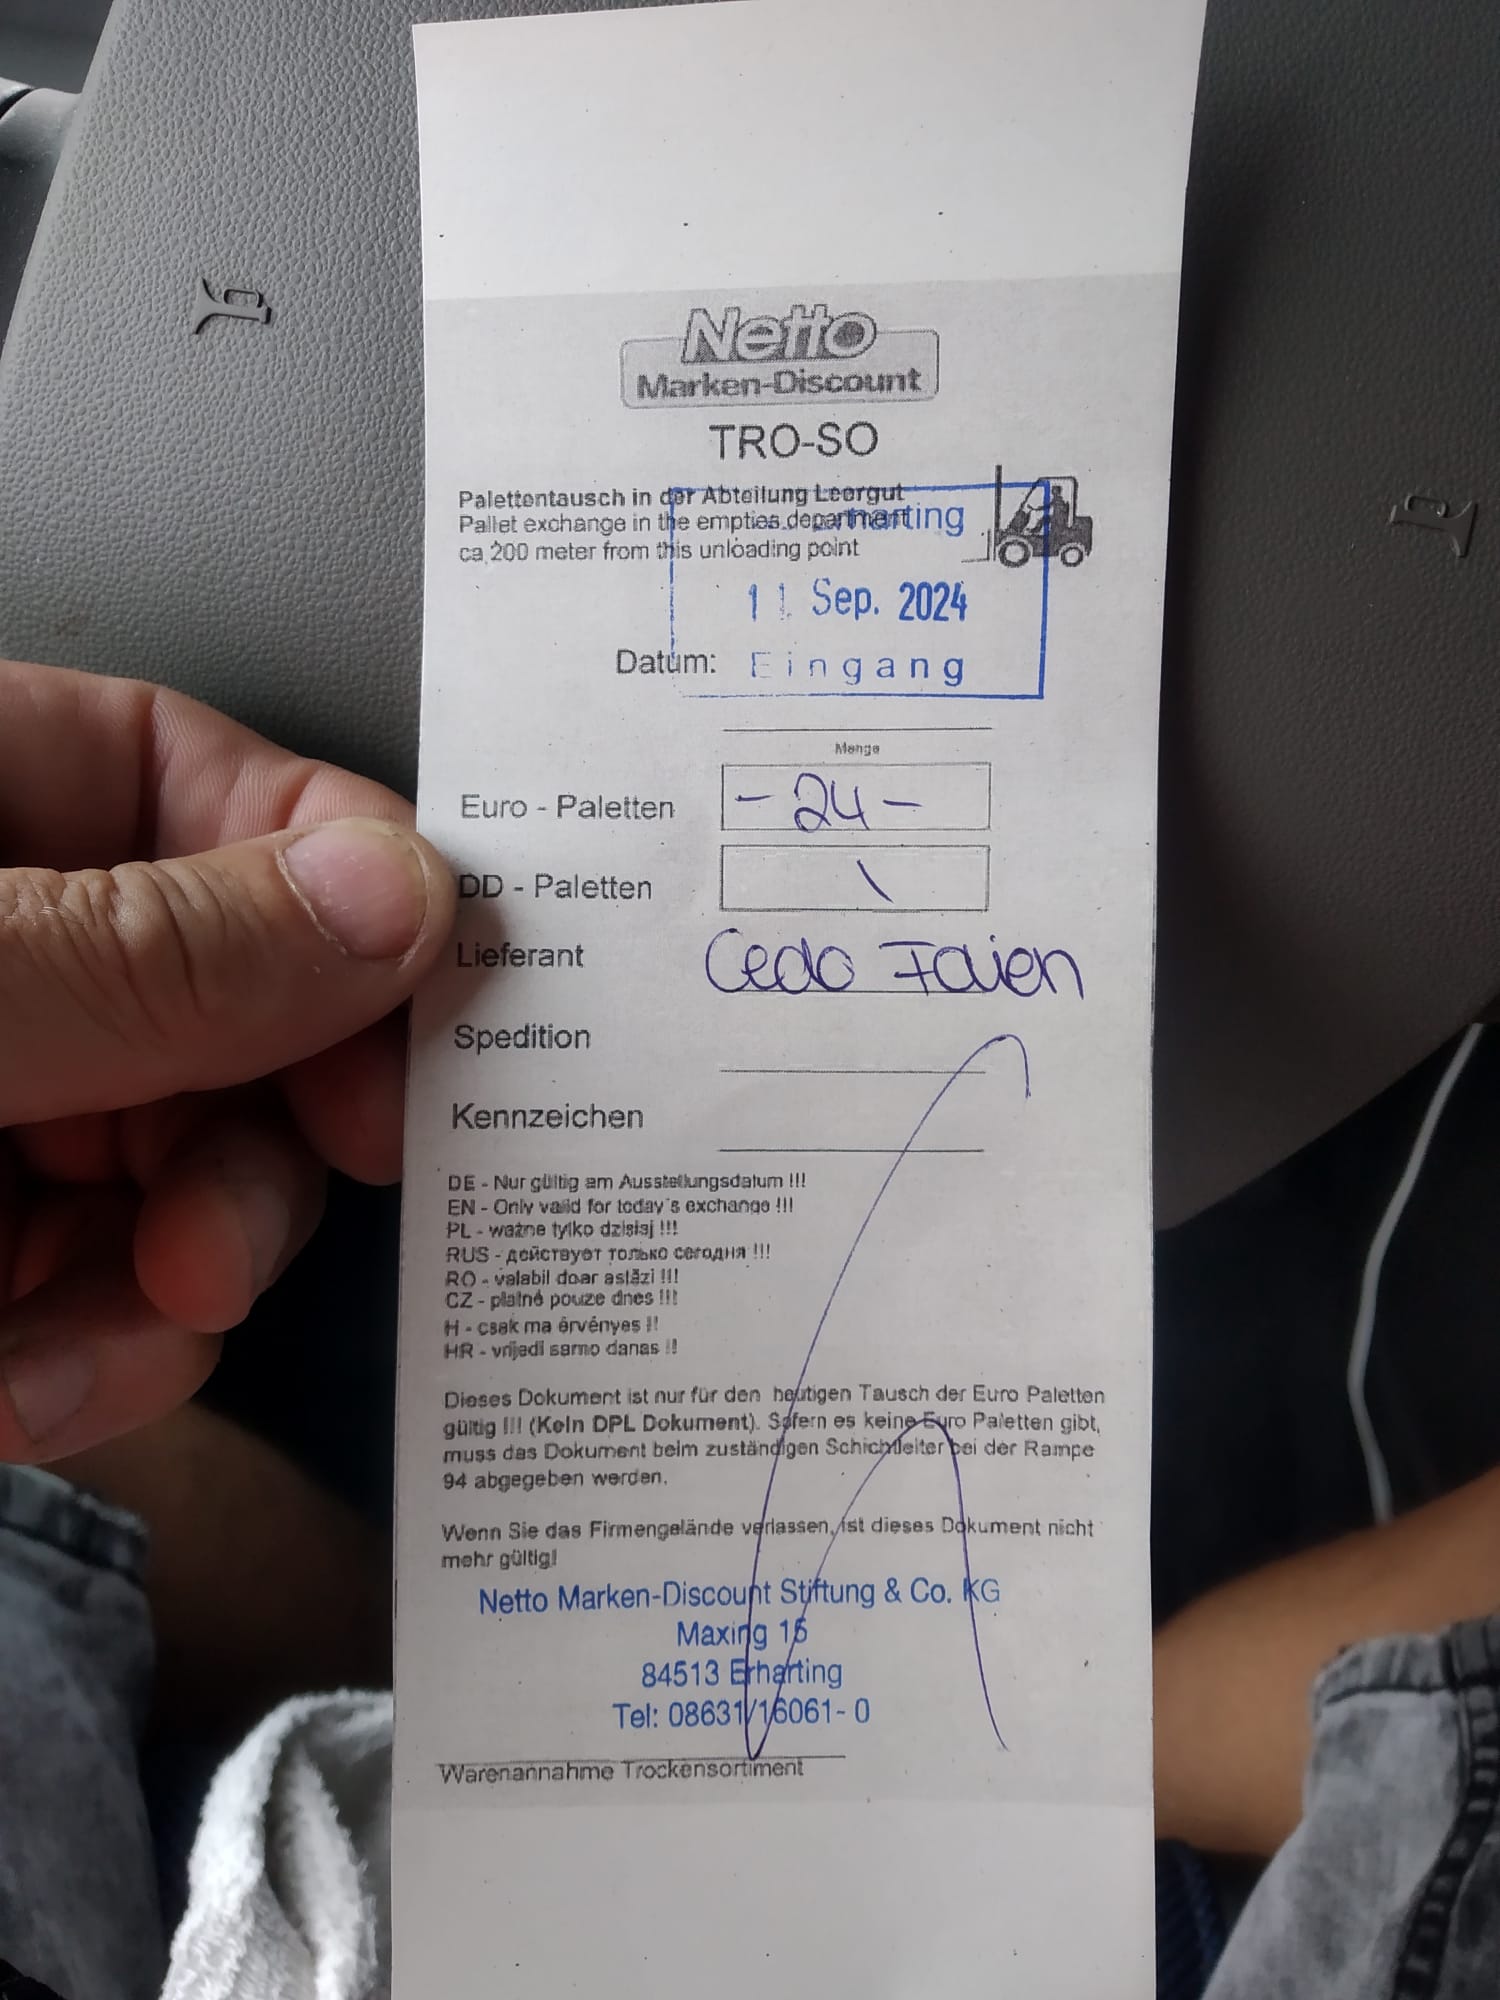 Netto
Marken-Discount
TRO-SO
Palettentausch in der Abteilung Leergut
Pallet exchange in the empties department
ca. 200 meter from this unloading point
11 Sep. 2024
Datum: Eingang
Menge
Euro - Paletten - 24 -
DD - Paletten \
Lieferant Cedo Folien
Spedition
Kennzeichen
DE - Nur gültig am Ausstellungsdatum !!!
EN - Only valid for today's exchange !!!
PL - ważne tylko dzisiaj !!!
RUS - действует только сегодня !!!
RO - valabil doar astăzi !!!
CZ - platné pouze dnes !!!
H - csak ma érvényes !!
HR - vrijedi samo danas !!
Dieses Dokument ist nur für den heutigen Tausch der Euro Paletten
gültig !!! (Kein DPL Dokument). Sofern es keine Euro Paletten gibt,
muss das Dokument beim zuständigen Schichtleiter bei der Rampe
94 abgegeben werden.
Wenn Sie das Firmengelände verlassen, ist dieses Dokument nicht
mehr gültig!
Netto Marken-Discount Stiftung & Co. KG
Maxing 15
84513 Erharting
Tel: 08631/16061- 0
Warenannahme Trockensortiment